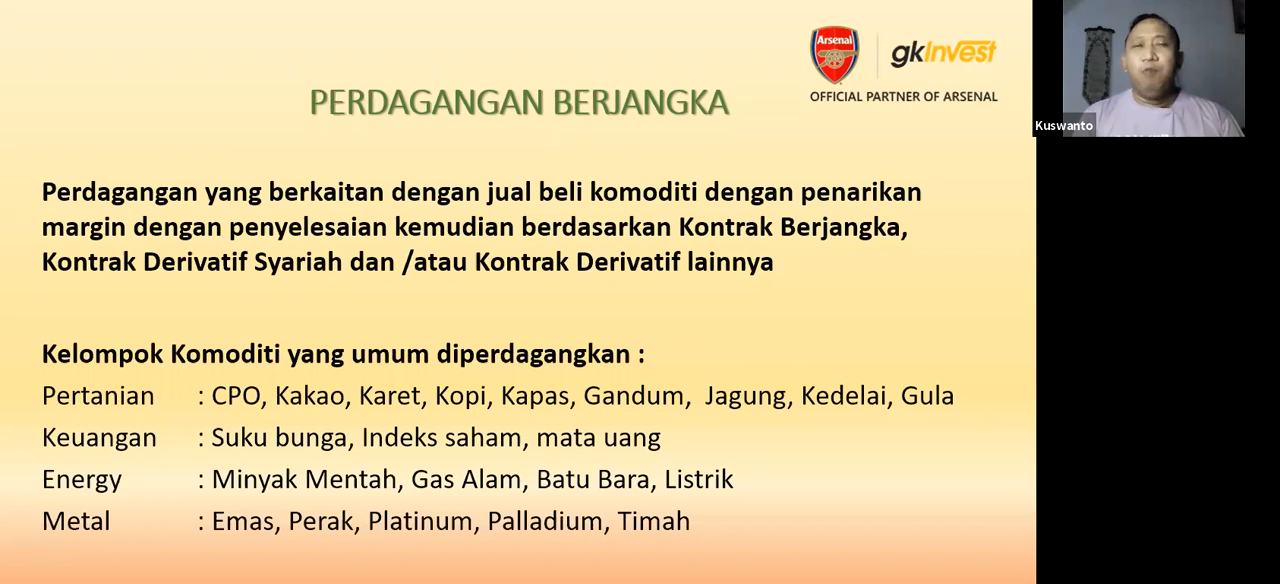 Arsenal
gkinvest
OFFICIAL PARTNER OF ARSENAL
PERDAGANGAN BERJANGKA
Kuswanto
Perdagangan yang berkaitan dengan jual beli komoditi dengan penarikan
margin dengan penyelesaian kemudian berdasarkan Kontrak Berjangka,
Kontrak Derivatif Syariah dan /atau Kontrak Derivatif lainnya
Kelompok Komoditi yang umum diperdagangkan :
Pertanian : CPO, Kakao, Karet, Kopi, Kapas, Gandum, Jagung, Kedelai, Gula
Keuangan : Suku bunga, Indeks saham, mata uang
Energy : Minyak Mentah, Gas Alam, Batu Bara, Listrik
Metal : Emas, Perak, Platinum, Palladium, Timah